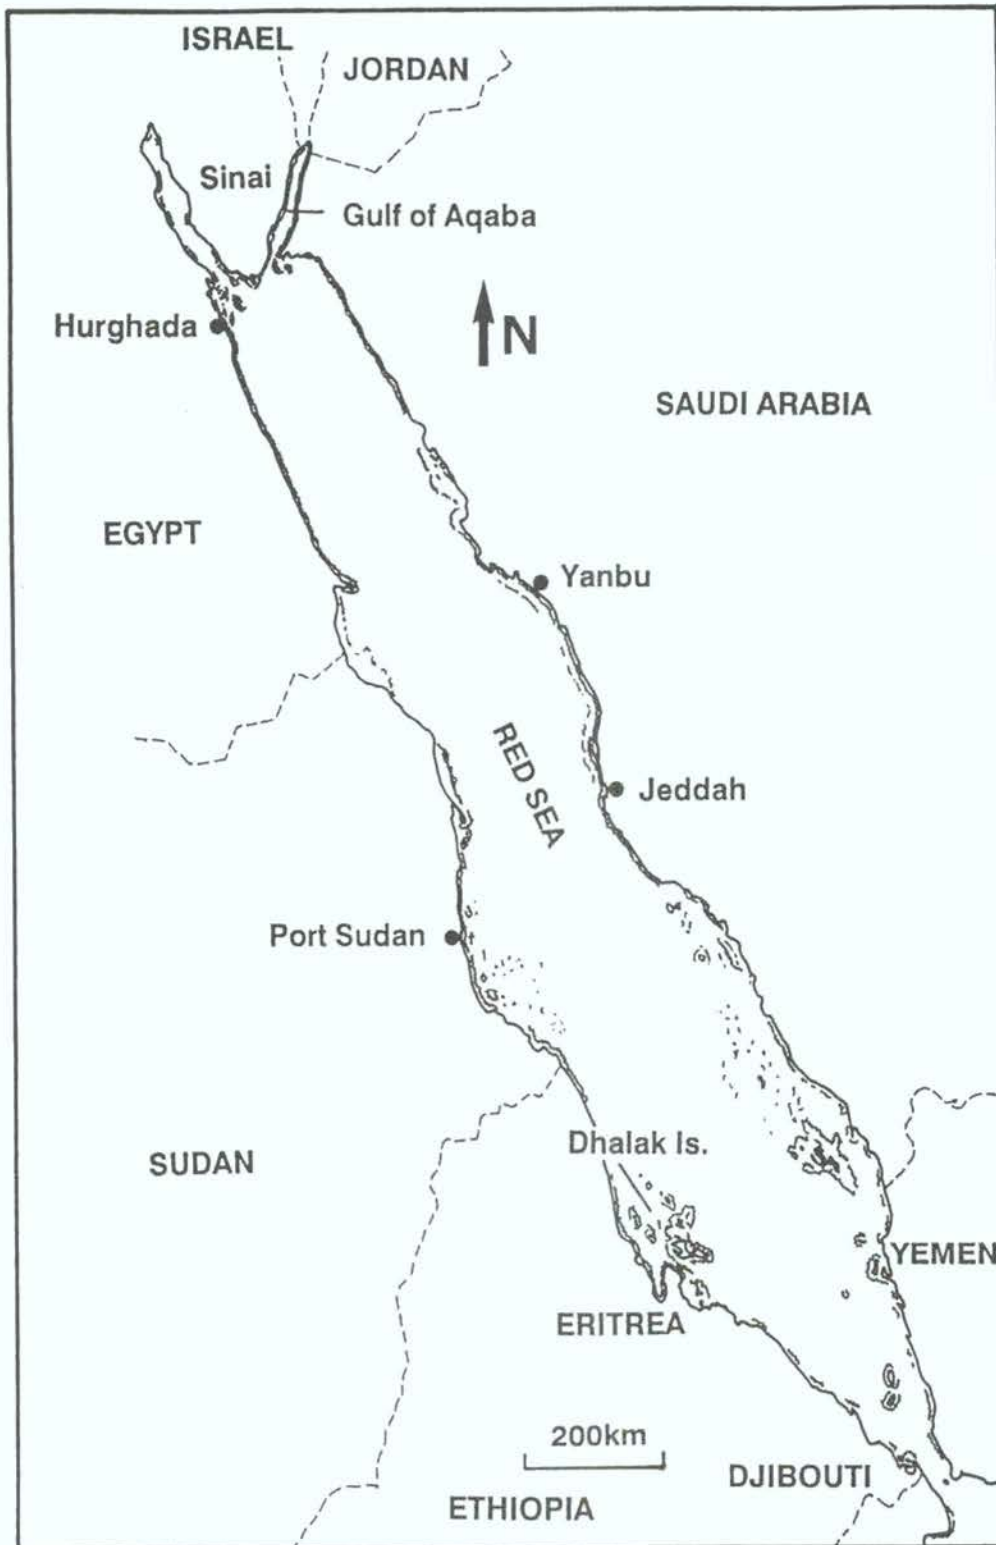 ISRAEL
JORDAN
Sinai
Gulf of Aqaba
Hurghada
N
SAUDI ARABIA
EGYPT
Yanbu
RED SEA
Jeddah
Port Sudan
Dhalak Is.
SUDAN
YEMEN
ERITREA
200km
DJIBOUTI
ETHIOPIA